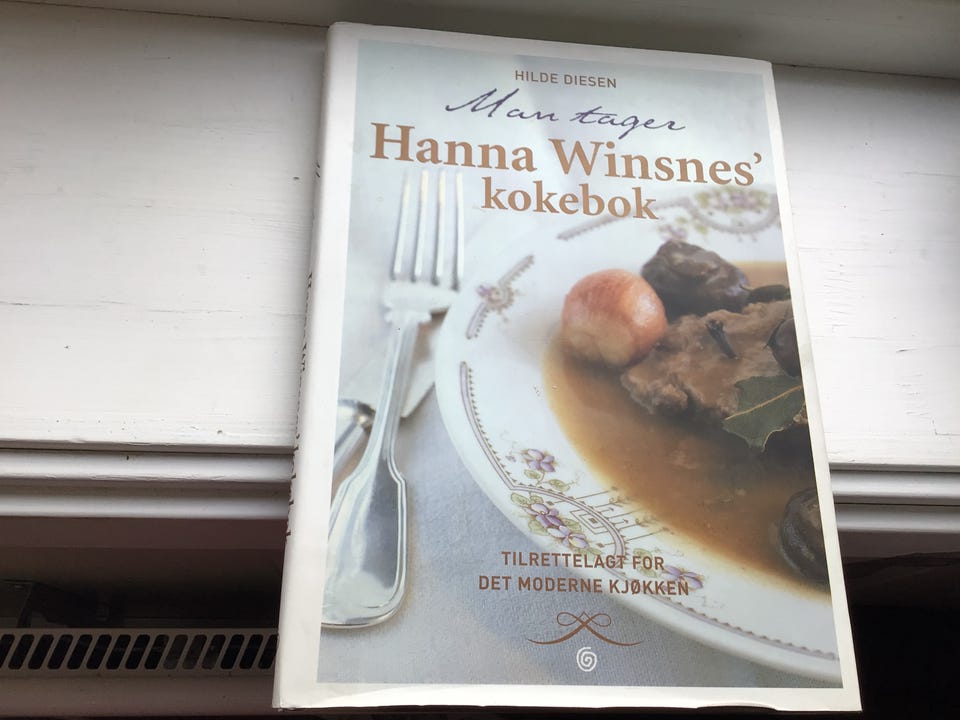 HILDE DIESEN
Man tager
Hanna Winsnes'
kokebok
TILRETTELAGT FOR
DET MODERNE KJØKKEN